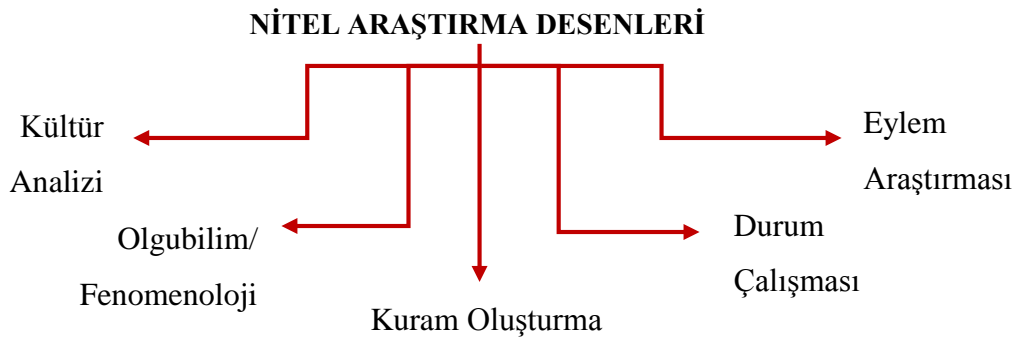 NİTEL ARAŞTIRMA DESENLERİ
Kültür
Analizi
Olgubilim/
Fenomenoloji
Kuram Oluşturma
Durum
Çalışması
Eylem
Araştırması